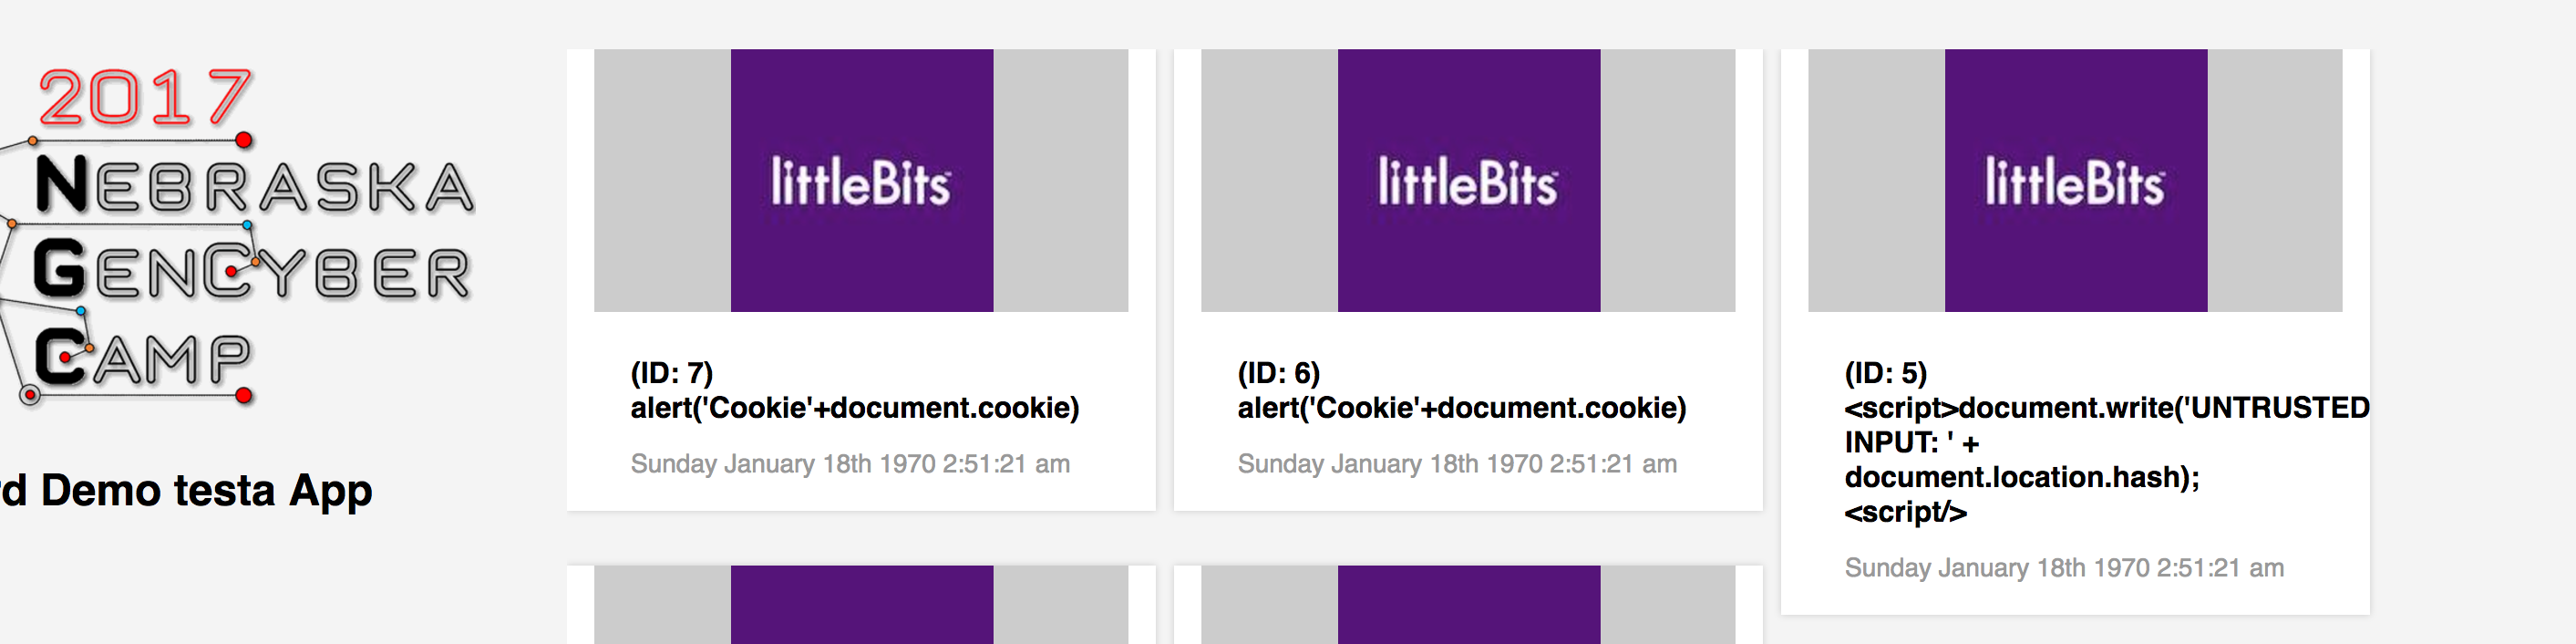 2017
NEBRASKA
GENCYBER
CAMP
rd Demo testa App
littleBits
(ID: 7)
alert('Cookie'+document.cookie)
Sunday January 18th 1970 2:51:21 am
littleBits
(ID: 6)
alert('Cookie'+document.cookie)
Sunday January 18th 1970 2:51:21 am
littleBits
(ID: 5)
<script>document.write('UNTRUSTED
INPUT: ' +
document.location.hash);
<script/>
Sunday January 18th 1970 2:51:21 am